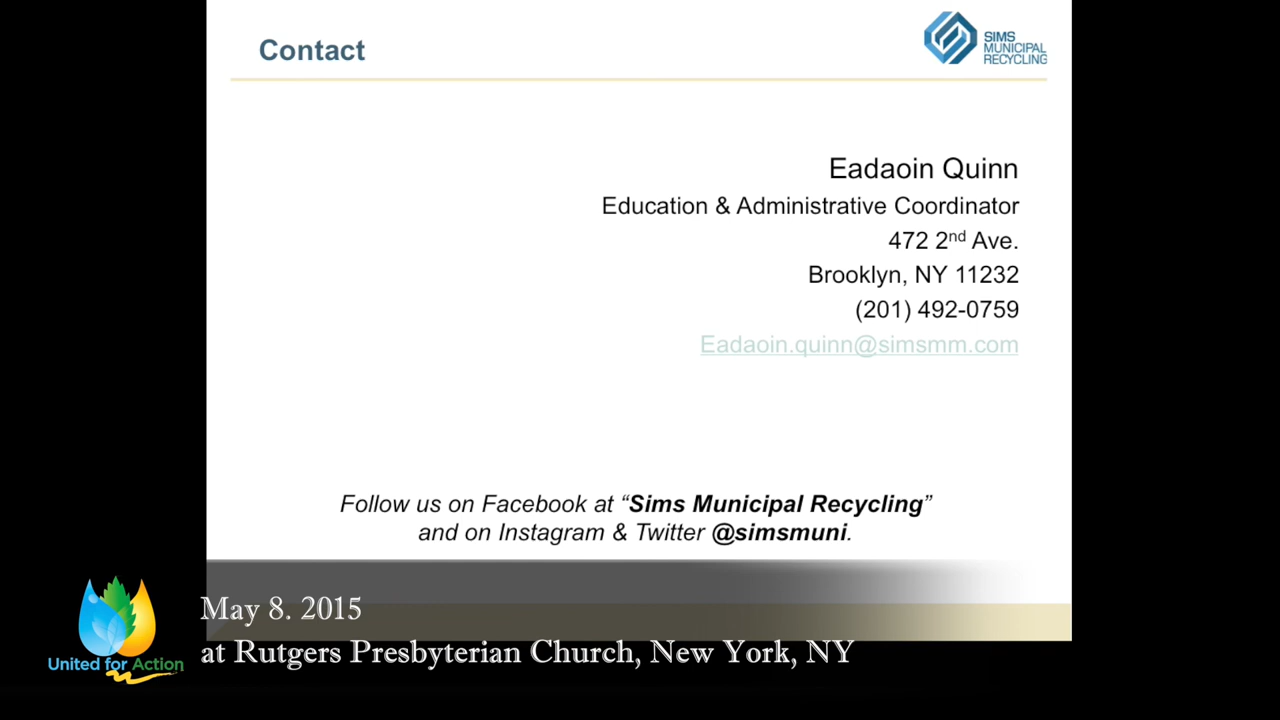 Contact
SIMS
MUNICIPAL
RECYCLING
Eadaoin Quinn
Education & Administrative Coordinator
472 2nd Ave.
Brooklyn, NY 11232
(201) 492-0759
Eadaoin.quinn@simsmm.com
Follow us on Facebook at “Sims Municipal Recycling”
and on Instagram & Twitter @simsmuni.
May 8. 2015
at Rutgers Presbyterian Church, New York, NY
United for Action